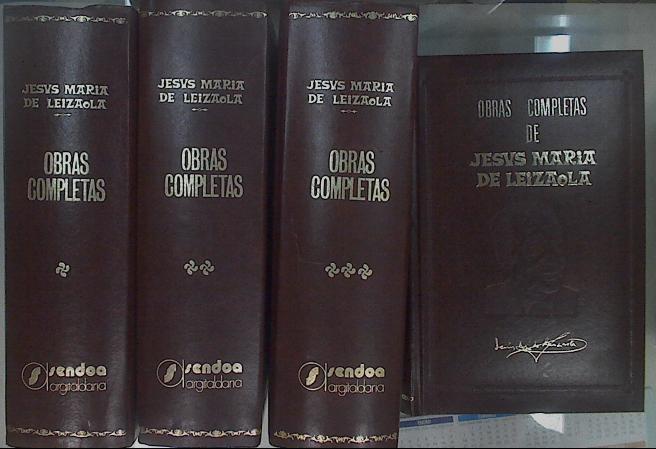 JESVS MARIA
DE LEIZAOLA
OBRAS
COMPLETAS
sendoa
argitaldaria
JESVS MARIA
DE LEIZAOLA
OBRAS
COMPLETAS
sendoa
argitaldaria
JESVS MARIA
DE LEIZAOLA
OBRAS
COMPLETAS
sendoa
argitaldaria
OBRAS COMPLETAS
DE
JESVS MARIA
DE LEIZAOLA